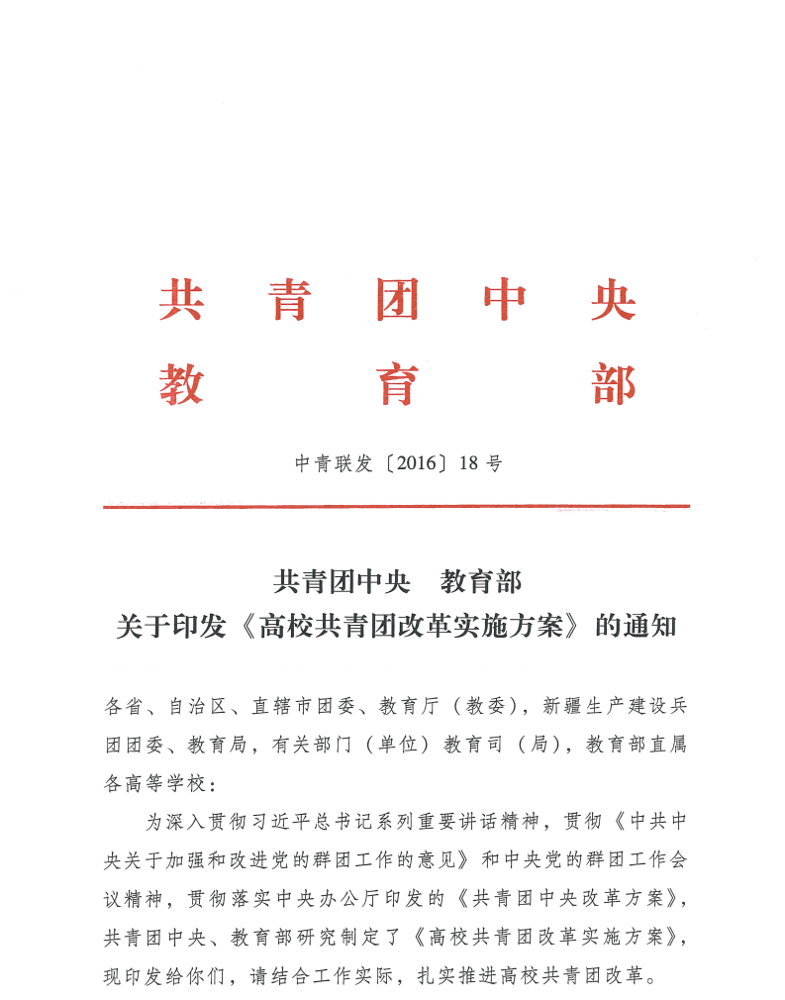 共青团中央
教育部
中青联发〔2016〕18 号
共青团中央 教育部
关于印发《高校共青团改革实施方案》的通知
各省、自治区、直辖市团委、教育厅（教委），新疆生产建设兵
团团委、教育局，有关部门（单位）教育司（局），教育部直属
各高等学校：
为深入贯彻习近平总书记系列重要讲话精神，贯彻《中共中
央关于加强和改进党的群团工作的意见》和中央党的群团工作会
议精神，贯彻落实中央办公厅印发的《共青团中央改革方案》，
共青团中央、教育部研究制定了《高校共青团改革实施方案》，
现印发给你们，请结合工作实际，扎实推进高校共青团改革。